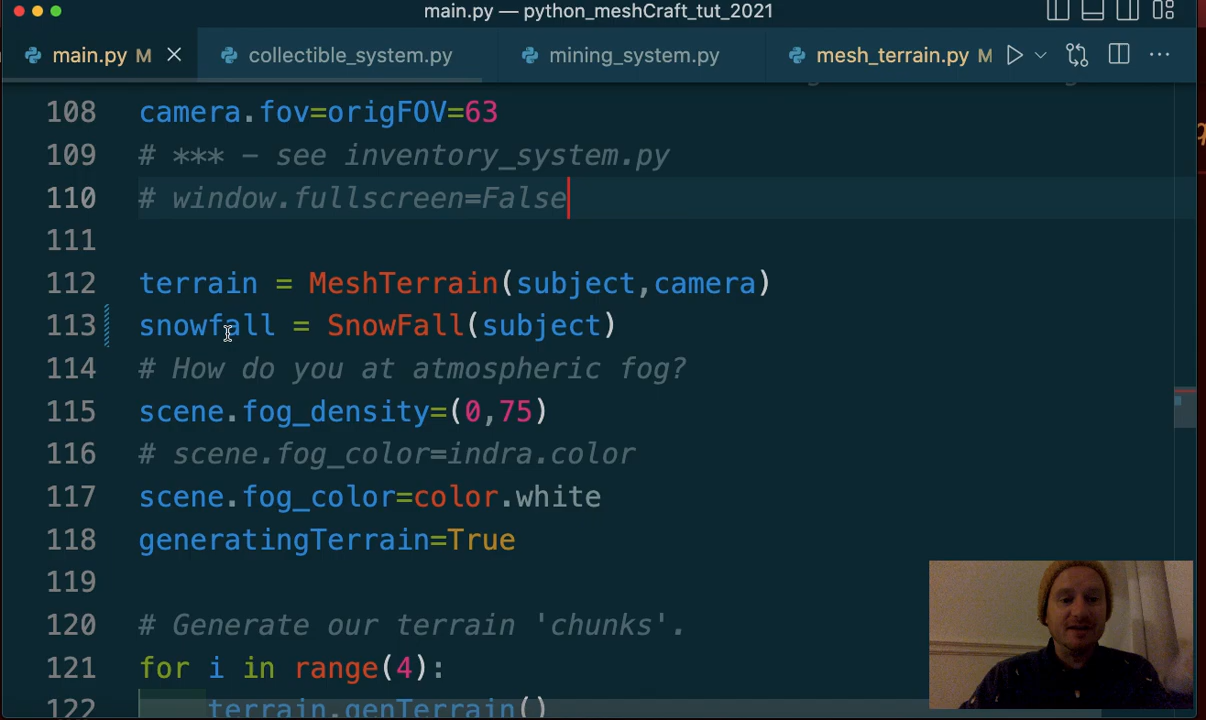 main.py — python_meshCraft_tut_2021
main.py M collectible_system.py mining_system.py mesh_terrain.py M
108 camera.fov=origFOV=63
109 # *** - see inventory_system.py
110 # window.fullscreen=False
111
112 terrain = MeshTerrain(subject,camera)
113 snowfall = SnowFall(subject)
114 # How do you at atmospheric fog?
115 scene.fog_density=(0,75)
116 # scene.fog_color=indra.color
117 scene.fog_color=color.white
118 generatingTerrain=True
119
120 # Generate our terrain 'chunks'.
121 for i in range(4):
122 terrain.genTerrain()